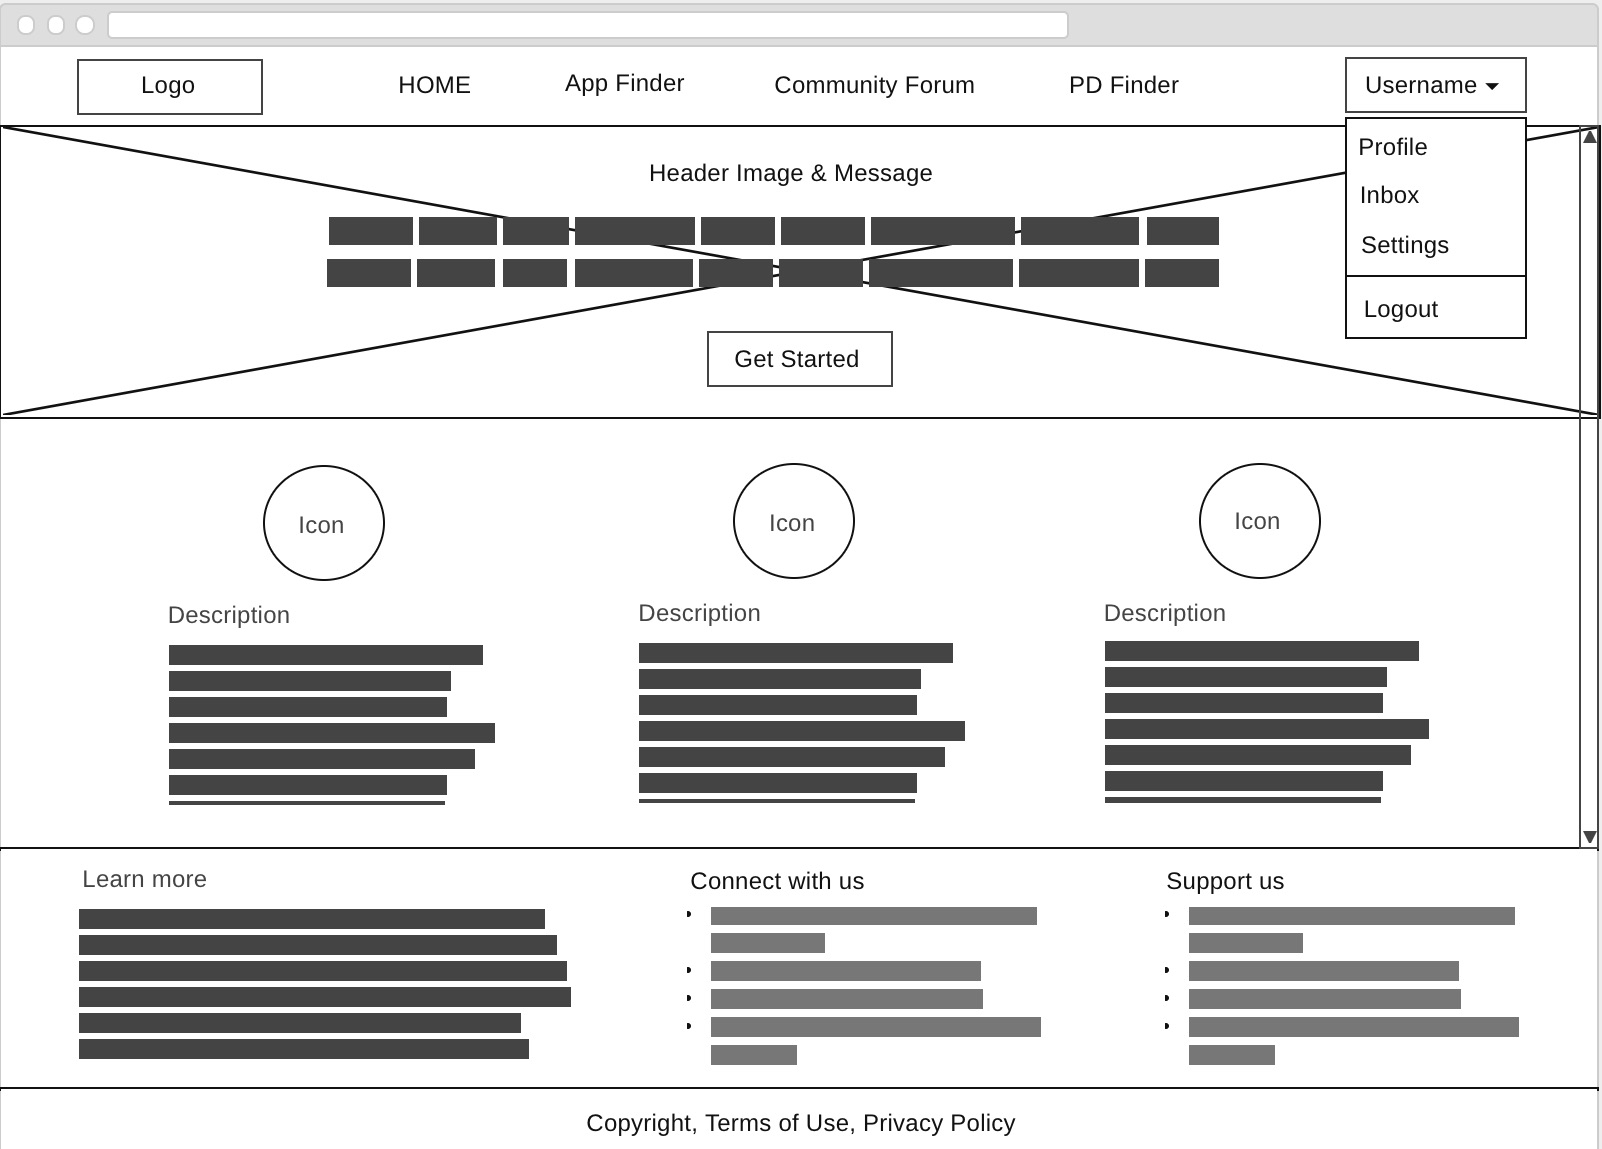 Logo
HOME
App Finder
Community Forum
PD Finder
Username
Profile
Inbox
Settings
Logout
Header Image & Message
Get Started
Icon
Icon
Icon
Description
Description
Description
Learn more
Connect with us
Support us
Copyright, Terms of Use, Privacy Policy